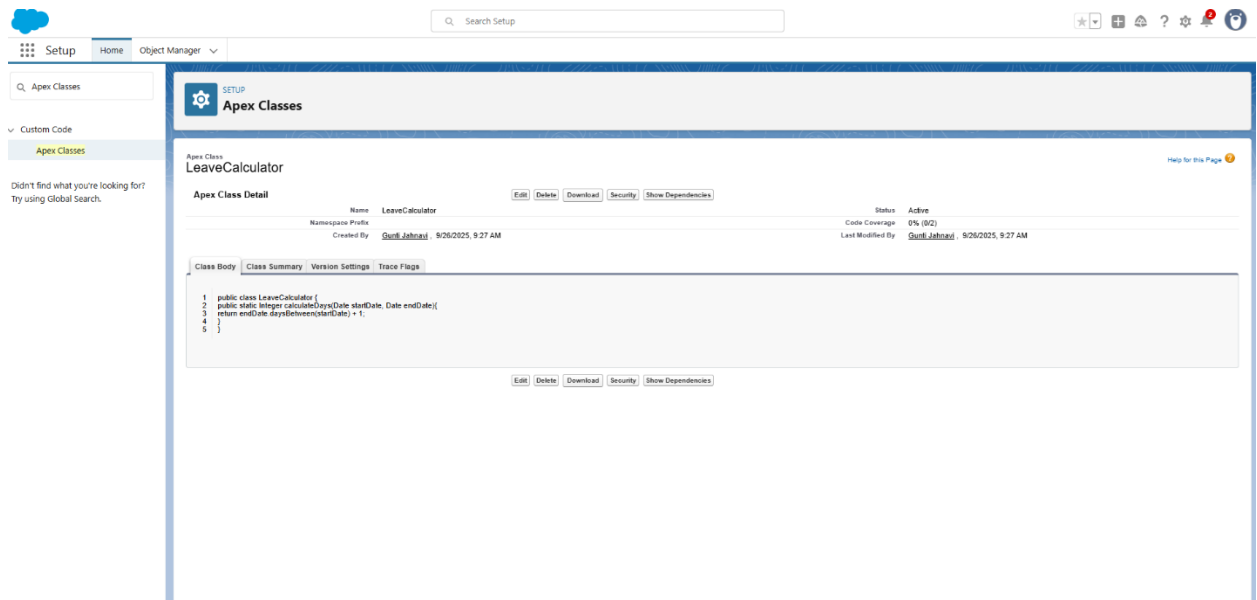 Search Setup
2
Setup
Home
Object Manager
Apex Classes
Custom Code
Apex Classes
Didn't find what you're looking for?
Try using Global Search.
SETUP
Apex Classes
Apex Class
LeaveCalculator
Help for this Page
Apex Class Detail
Edit Delete Download Security Show Dependencies
Name LeaveCalculator Status Active
Namespace Prefix Code Coverage 0% (0/2)
Created By Gunti Jahnavi , 9/26/2025, 9:27 AM Last Modified By Gunti Jahnavi , 9/26/2025, 9:27 AM
Class Body Class Summary Version Settings Trace Flags
1 public class LeaveCalculator {
2 public static Integer calculateDays(Date startDate, Date endDate){
3 return endDate.daysBetween(startDate) + 1;
4 }
5 }
Edit Delete Download Security Show Dependencies